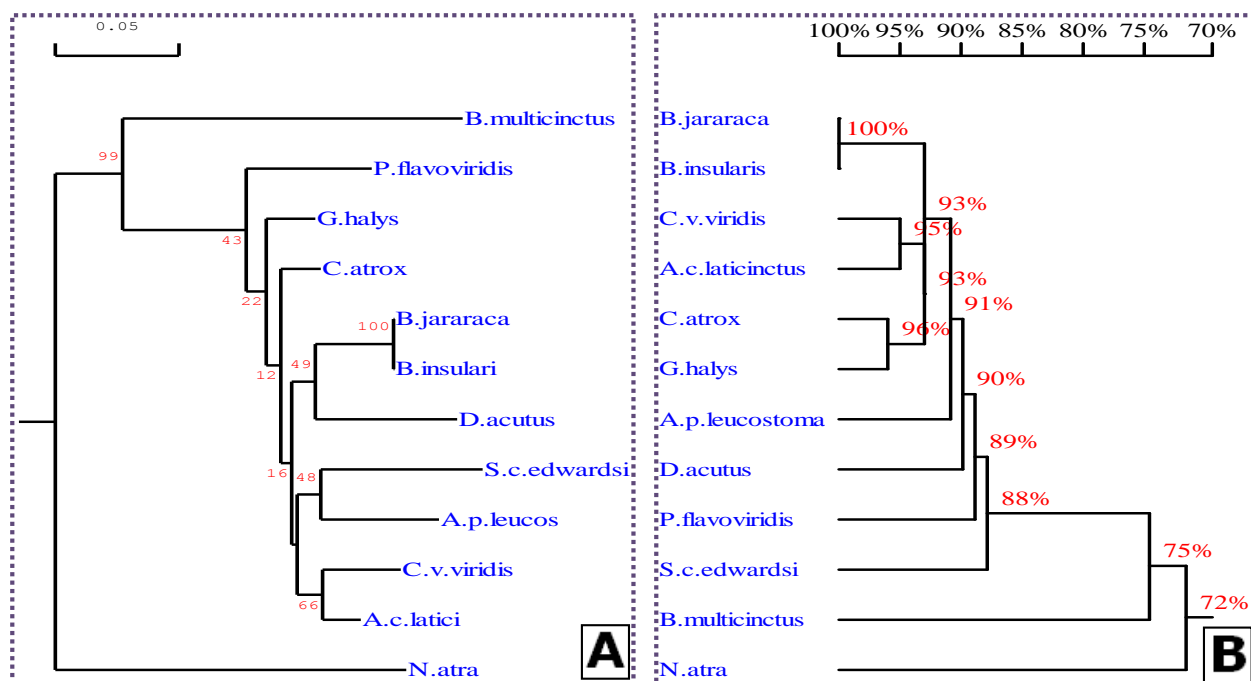 0.05
B.multicinctus
99
P.flavoviridis
G.halys
43
C.atrox
22
B.jararaca
100
B.insulari
49
12
D.acutus
S.c.edwardsi
16
48
A.p.leucos
C.v.viridis
66
A.c.latici
N.atra
A
100% 95% 90% 85% 80% 75% 70%
B.jararaca
100%
B.insularis
93%
C.v.viridis
95%
A.c.laticinctus
93%
91%
C.atrox
96%
G.halys
90%
A.p.leucostoma
89%
D.acutus
88%
P.flavoviridis
75%
S.c.edwardsi
72%
B.multicinctus
N.atra
B